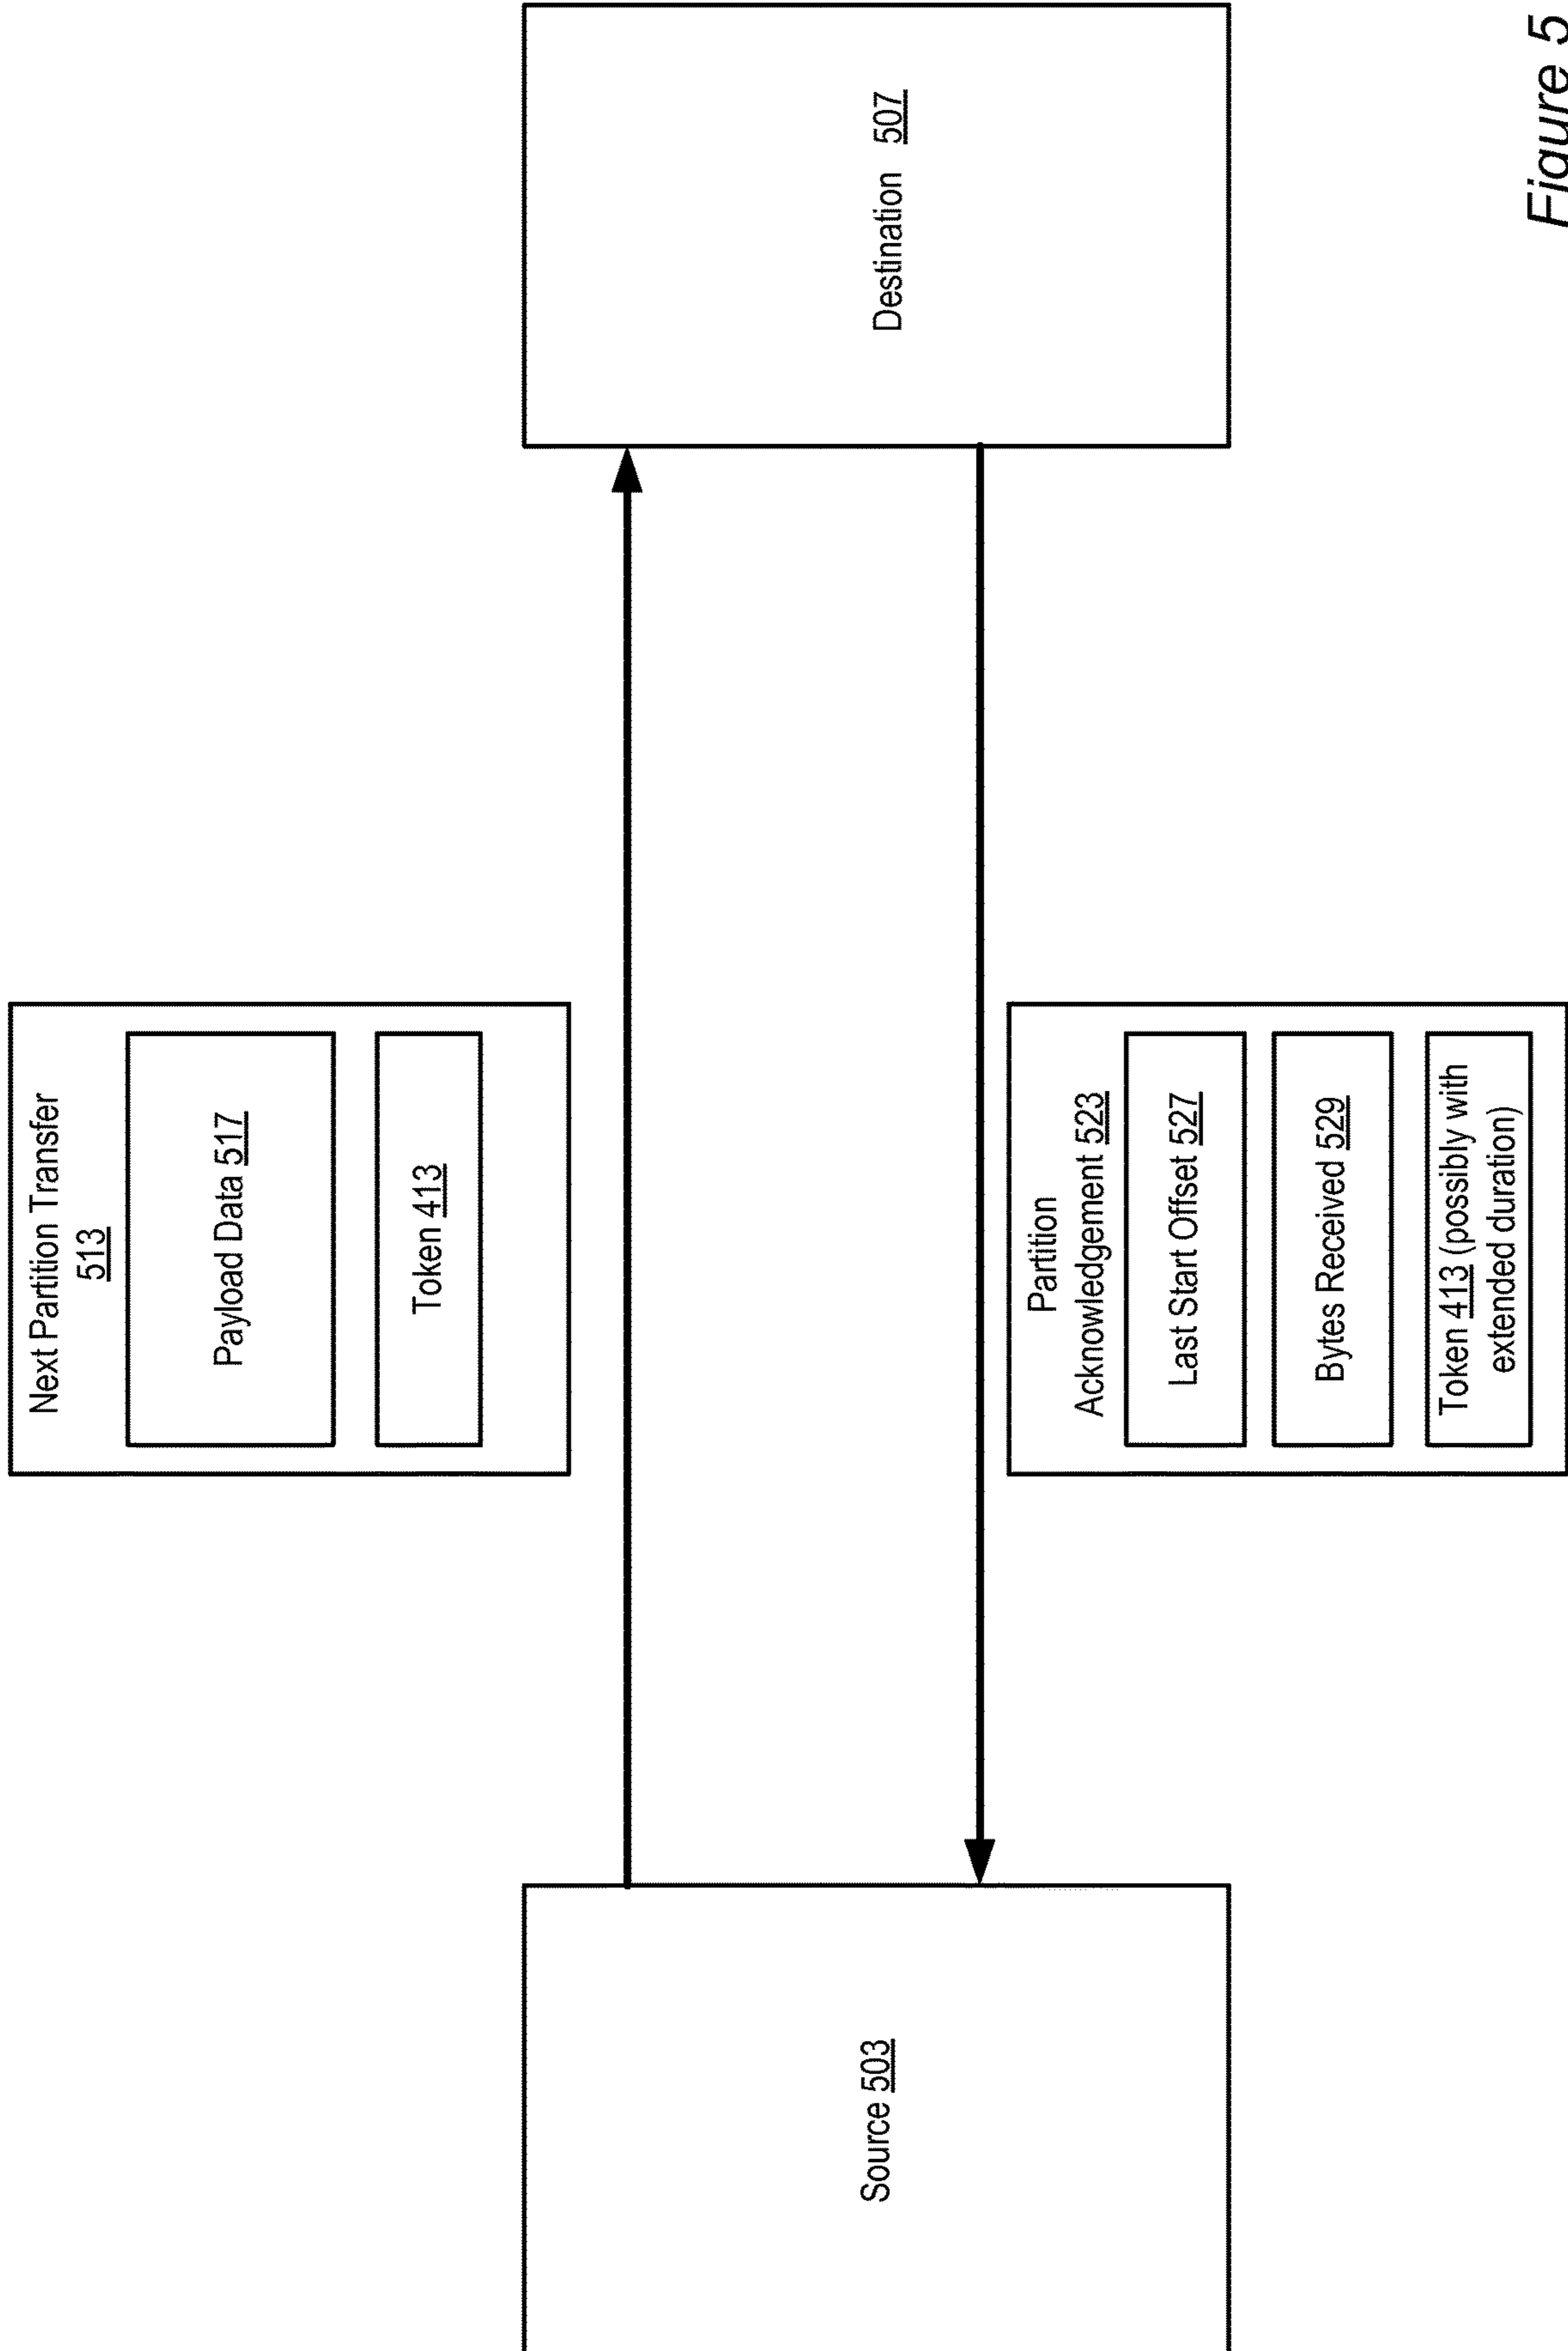 Next Partition Transfer
513
Payload Data 517
Token 413
Source 503
Destination 507
Partition
Acknowledgement 523
Last Start Offset 527
Bytes Received 529
Token 413 (possibly with
extended duration)
Figure 5